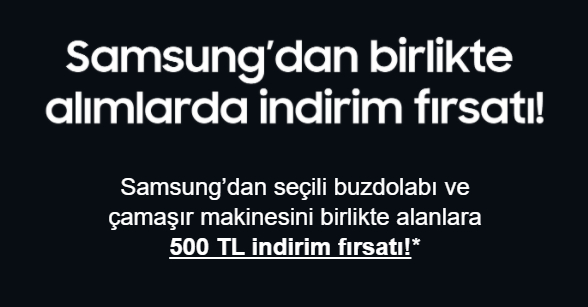 Samsung’dan birlikte
alımlarda indirim fırsatı!
Samsung’dan seçili buzdolabı ve
çamaşır makinesini birlikte alanlara
500 TL indirim fırsatı!*